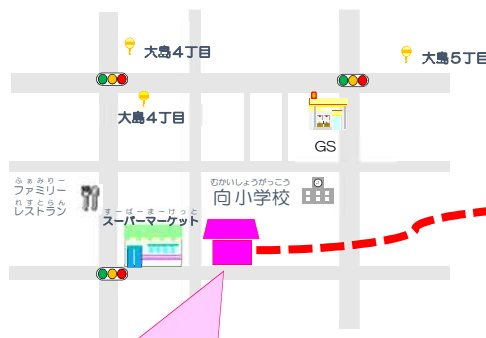 大島４丁目
大島５丁目
大島４丁目
GS
ふぁみりー
ファミリー
れすとらん
レストラン
むかいしょうがっこう
向小学校
すーぱーまーけっと
スーパーマーケット